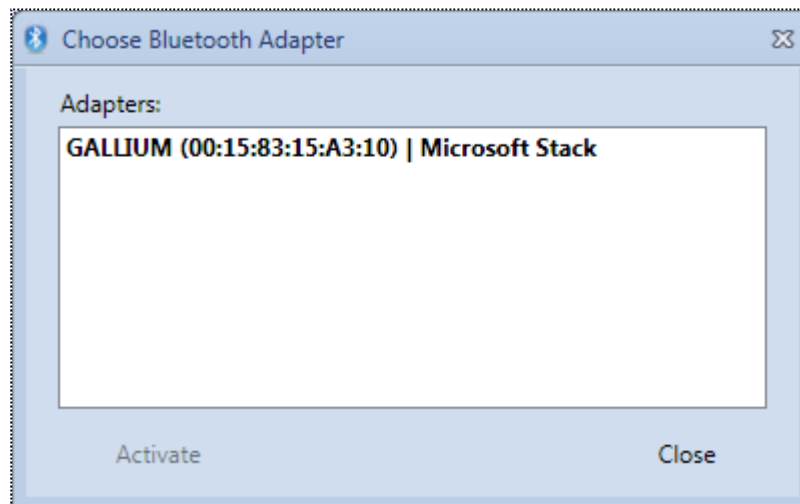 Choose Bluetooth Adapter
Adapters:
GALLIUM (00:15:83:15:A3:10) | Microsoft Stack
Activate
Close